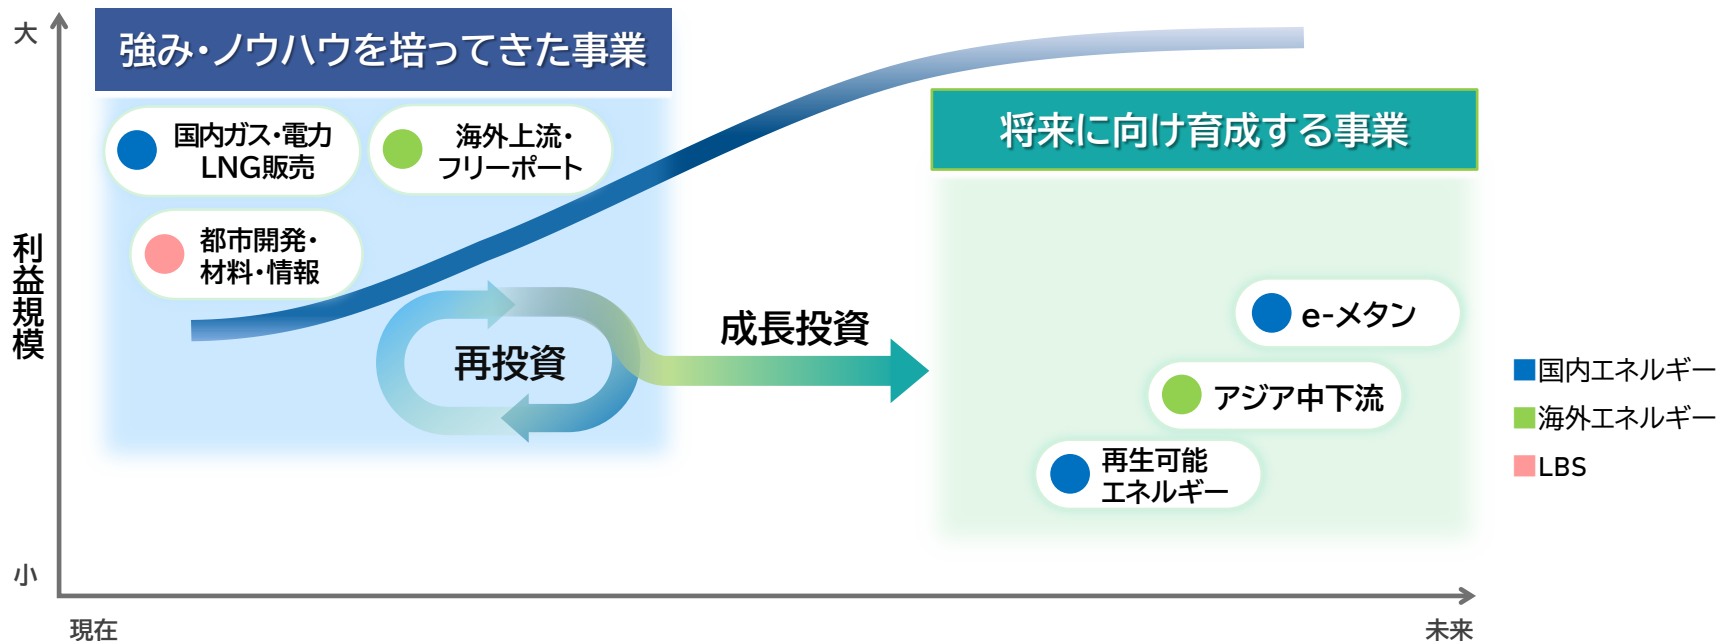 大
強み・ノウハウを培ってきた事業
国内ガス・電力
LNG販売
海外上流・
フリーポート
都市開発・
材料・情報
将来に向け育成する事業
利益規模
再投資
成長投資
e-メタン
アジア中下流
再生可能
エネルギー
国内エネルギー
海外エネルギー
LBS
小
現在
未来